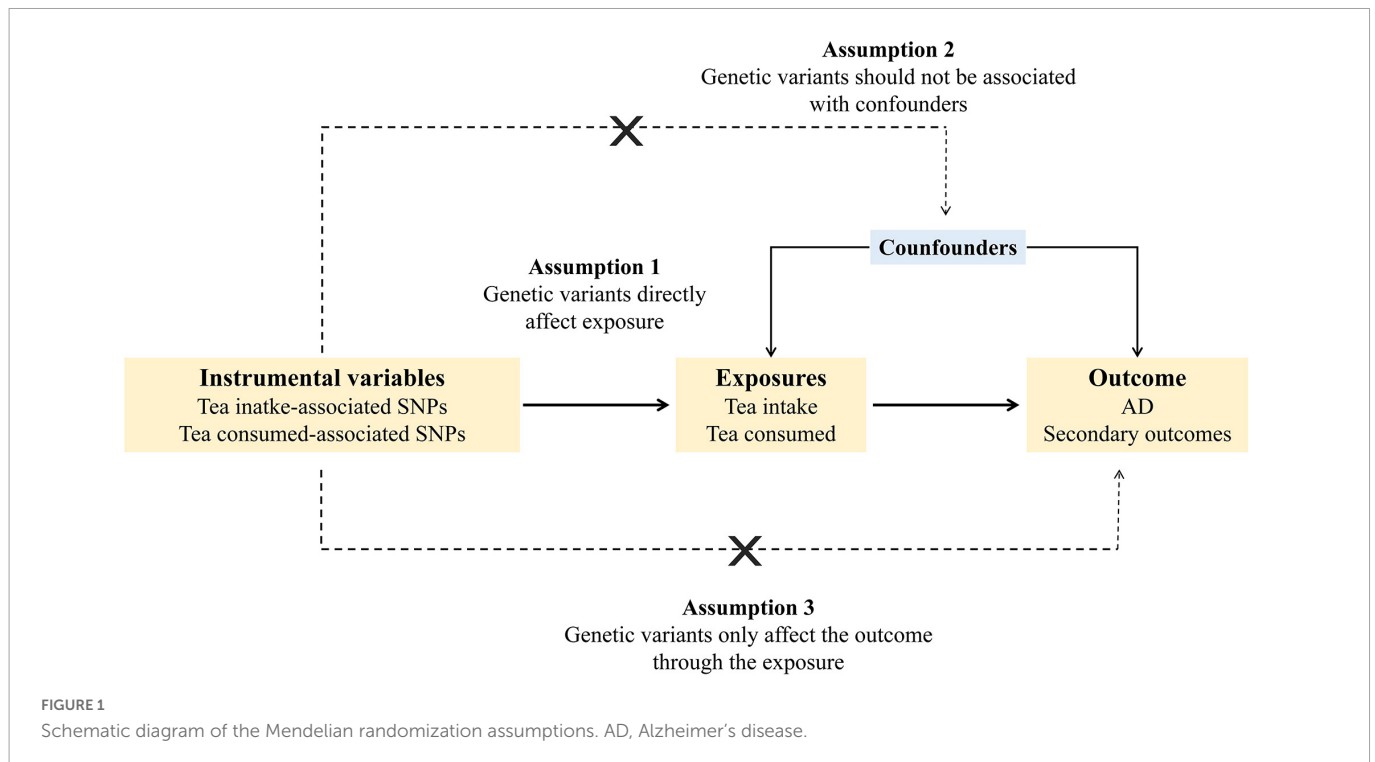 Assumption 2
Genetic variants should not be associated
with confounders
X
Counfounders
Assumption 1
Genetic variants directly
affect exposure
Instrumental variables
Tea inatke-associated SNPs
Tea consumed-associated SNPs
Exposures
Tea intake
Tea consumed
Outcome
AD
Secondary outcomes
X
Assumption 3
Genetic variants only affect the outcome
through the exposure
FIGURE 1
Schematic diagram of the Mendelian randomization assumptions. AD, Alzheimer’s disease.